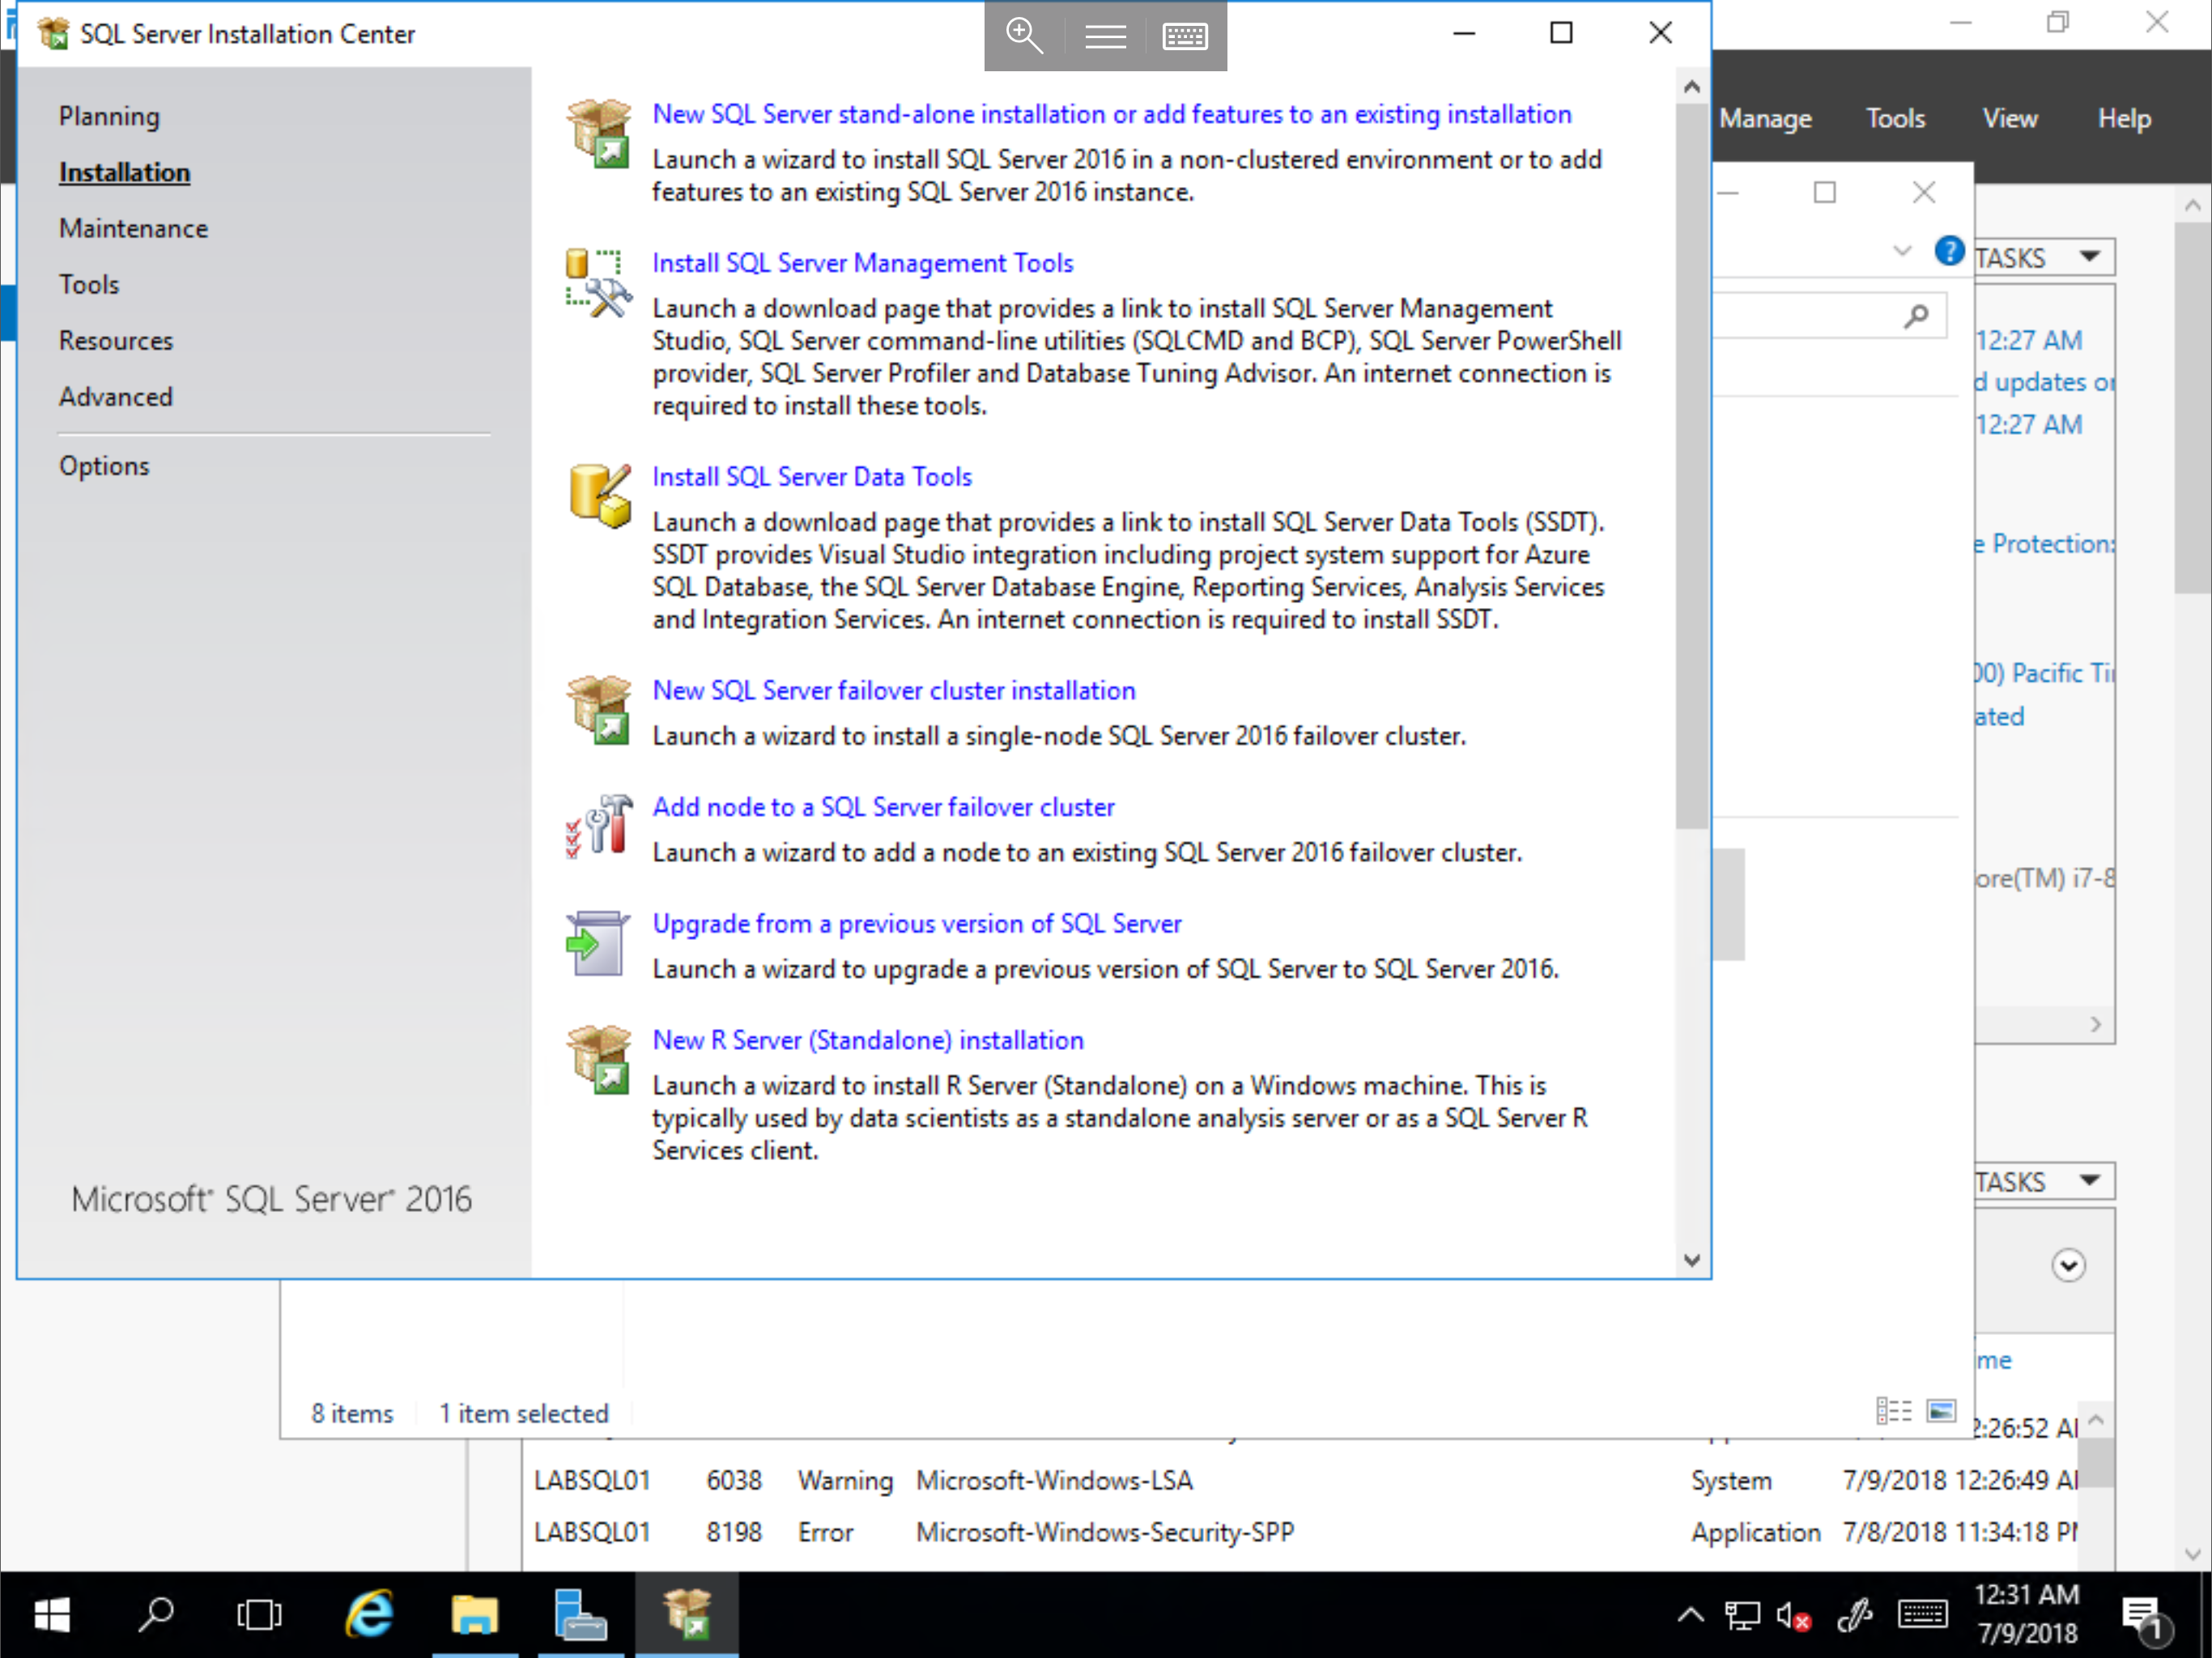 SQL Server Installation Center
Manage Tools View Help
Planning
Installation
Maintenance
Tools
Resources
Advanced
Options
Microsoft® SQL Server® 2016
New SQL Server stand-alone installation or add features to an existing installation
Launch a wizard to install SQL Server 2016 in a non-clustered environment or to add
features to an existing SQL Server 2016 instance.
Install SQL Server Management Tools
Launch a download page that provides a link to install SQL Server Management
Studio, SQL Server command-line utilities (SQLCMD and BCP), SQL Server PowerShell
provider, SQL Server Profiler and Database Tuning Advisor. An internet connection is
required to install these tools.
Install SQL Server Data Tools
Launch a download page that provides a link to install SQL Server Data Tools (SSDT).
SSDT provides Visual Studio integration including project system support for Azure
SQL Database, the SQL Server Database Engine, Reporting Services, Analysis Services
and Integration Services. An internet connection is required to install SSDT.
New SQL Server failover cluster installation
Launch a wizard to install a single-node SQL Server 2016 failover cluster.
Add node to a SQL Server failover cluster
Launch a wizard to add a node to an existing SQL Server 2016 failover cluster.
Upgrade from a previous version of SQL Server
Launch a wizard to upgrade a previous version of SQL Server to SQL Server 2016.
New R Server (Standalone) installation
Launch a wizard to install R Server (Standalone) on a Windows machine. This is
typically used by data scientists as a standalone analysis server or as a SQL Server R
Services client.
TASKS
12:27 AM
d updates or
12:27 AM
e Protection:
00) Pacific Ti
ated
ore(TM) i7-8
TASKS
me
8 items 1 item selected
2:26:52 A
LABSQL01 6038 Warning Microsoft-Windows-LSA System 7/9/2018 12:26:49 A
LABSQL01 8198 Error Microsoft-Windows-Security-SPP Application 7/8/2018 11:34:18 P
12:31 AM
7/9/2018
1